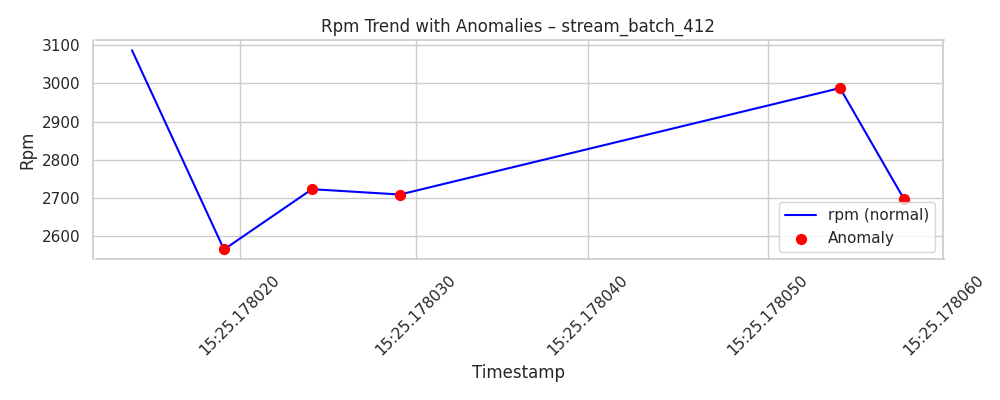 Rpm Trend with Anomalies – stream_batch_412
Rpm
3100
3000
2900
2800
2700
2600
rpm (normal)
Anomaly
15:25.178020
15:25.178030
15:25.178040
15:25.178050
15:25.178060
Timestamp